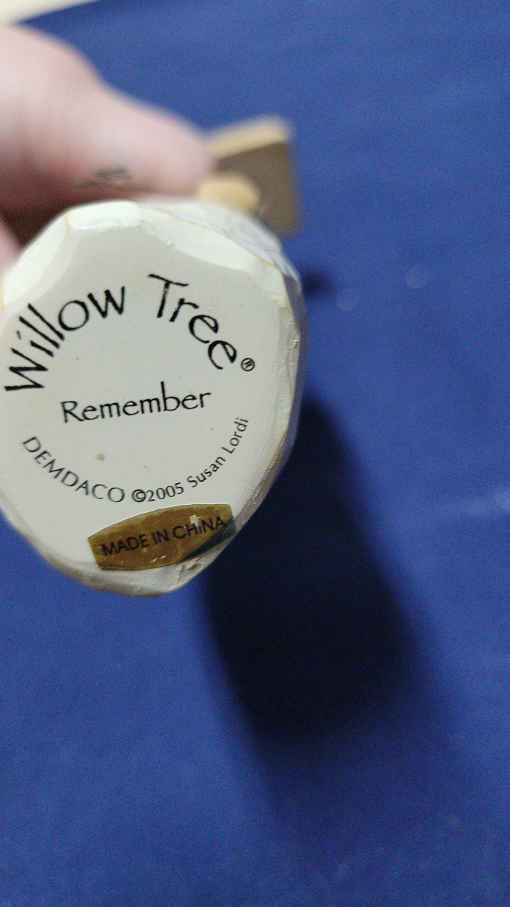 Willow Tree®
Remember
DEMDACO ©2005 Susan Lordi
MADE IN CHiNA